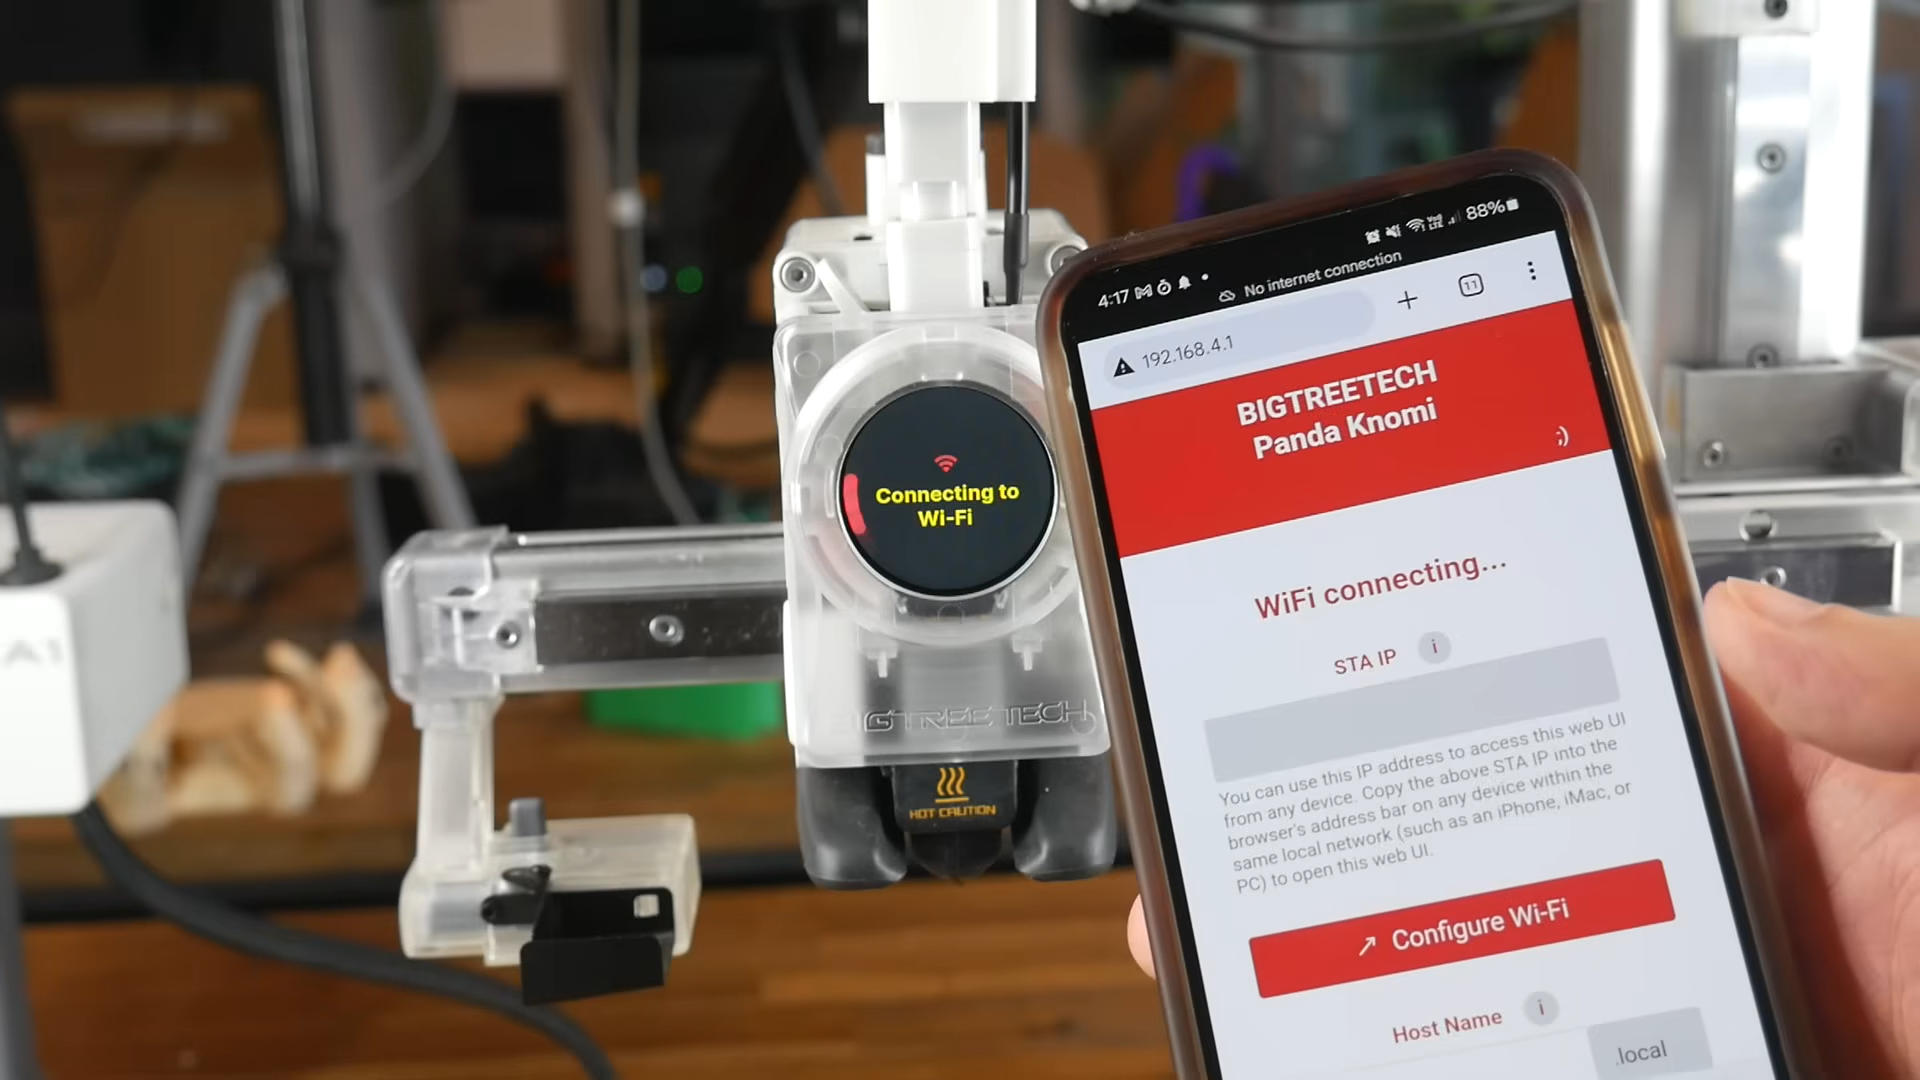 A1
Connecting to
Wi-Fi
BIGTREETECH
HOT CAUTION
4:17
88%
No internet connection
192.168.4.1
11
BIGTREETECH
Panda Knomi
;)
WiFi connecting...
STA IP i
You can use this IP address to access this web UI
from any device. Copy the above STA IP into the
browser's address bar on any device within the
same local network (such as an iPhone, iMac, or
PC) to open this web UI.
Configure Wi-Fi
Host Name i
.local